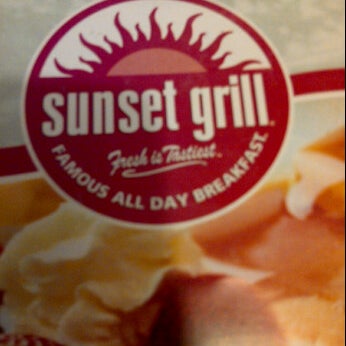 sunset grill
Fresh is Tastiest.
FAMOUS ALL DAY BREAKFAST.